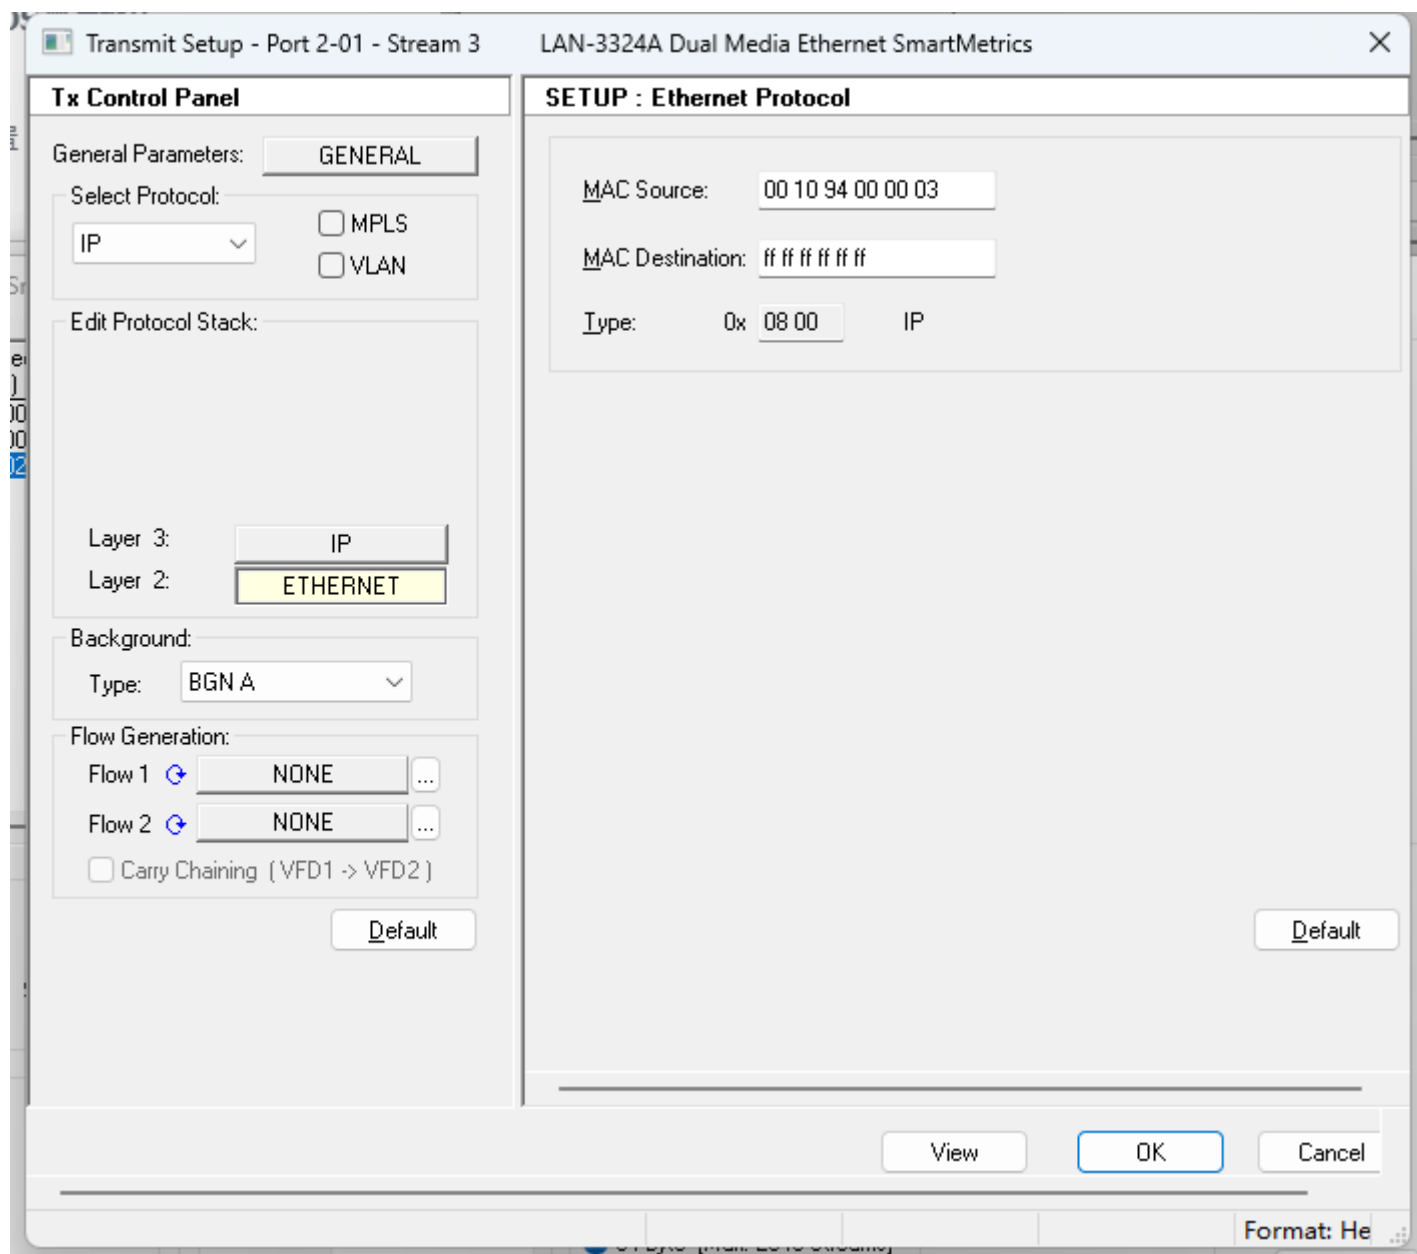 Transmit Setup - Port 2-01 - Stream 3 LAN-3324A Dual Media Ethernet SmartMetrics
Tx Control Panel
General Parameters: GENERAL
Select Protocol:
IP
MPLS
VLAN
Edit Protocol Stack:
Layer 3: IP
Layer 2: ETHERNET
Background:
Type: BGN A
Flow Generation:
Flow 1 NONE ...
Flow 2 NONE ...
Carry Chaining ( VFD1 -> VFD2 )
Default
SETUP : Ethernet Protocol
MAC Source: 00 10 94 00 00 03
MAC Destination: ff ff ff ff ff ff
Type: 0x 08 00 IP
Default
View OK Cancel
Format: He